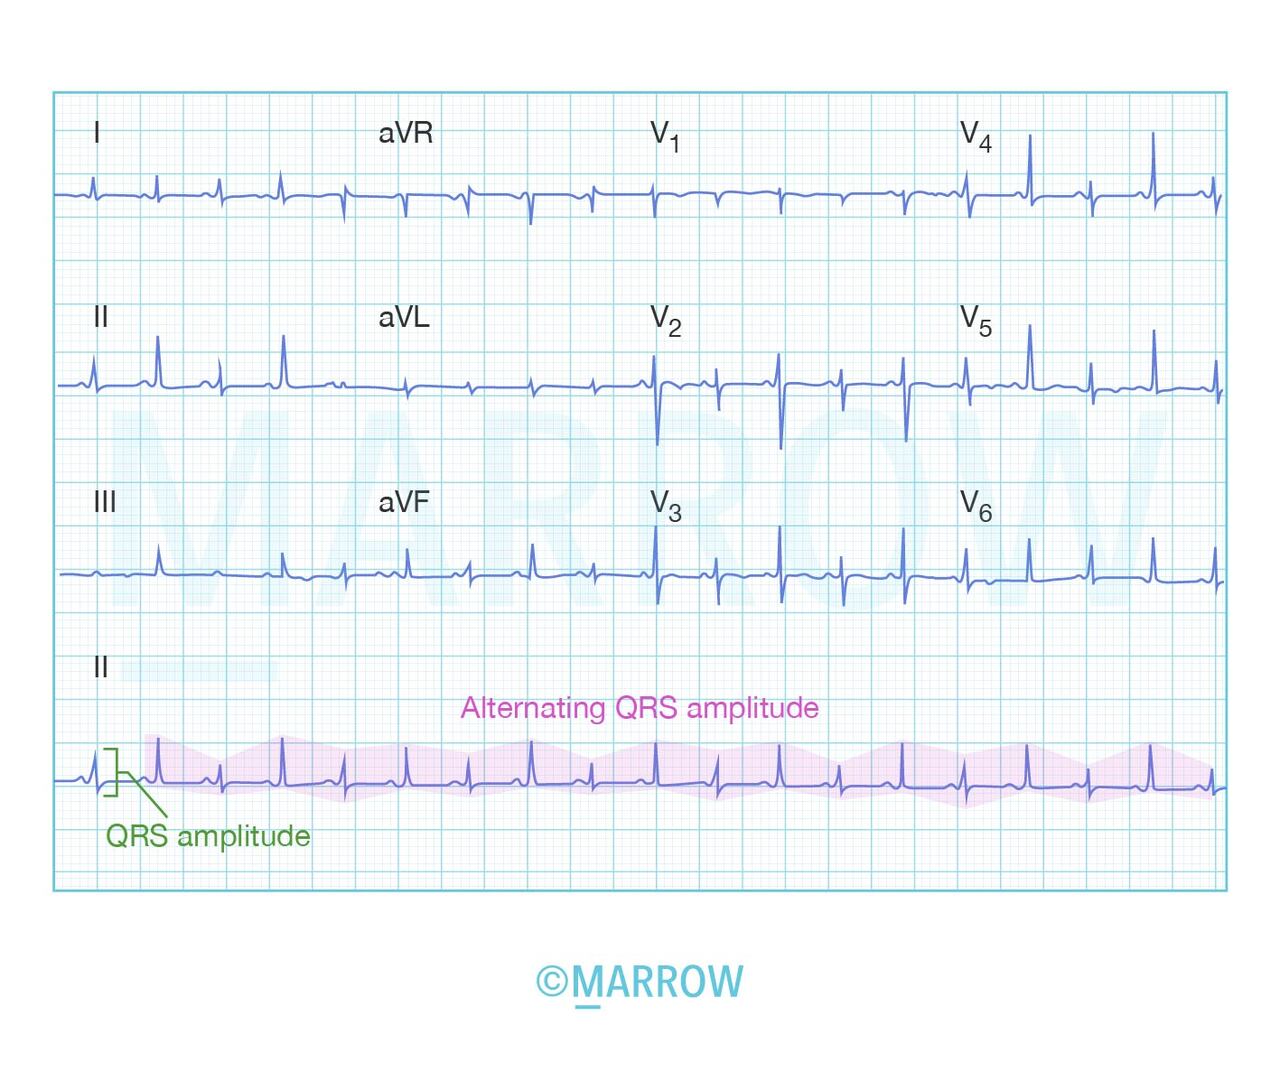 I aVR V1 V4
II aVL V2 V5
MARROW
III aVF V3 V6
II
Alternating QRS amplitude
QRS amplitude
©MARROW